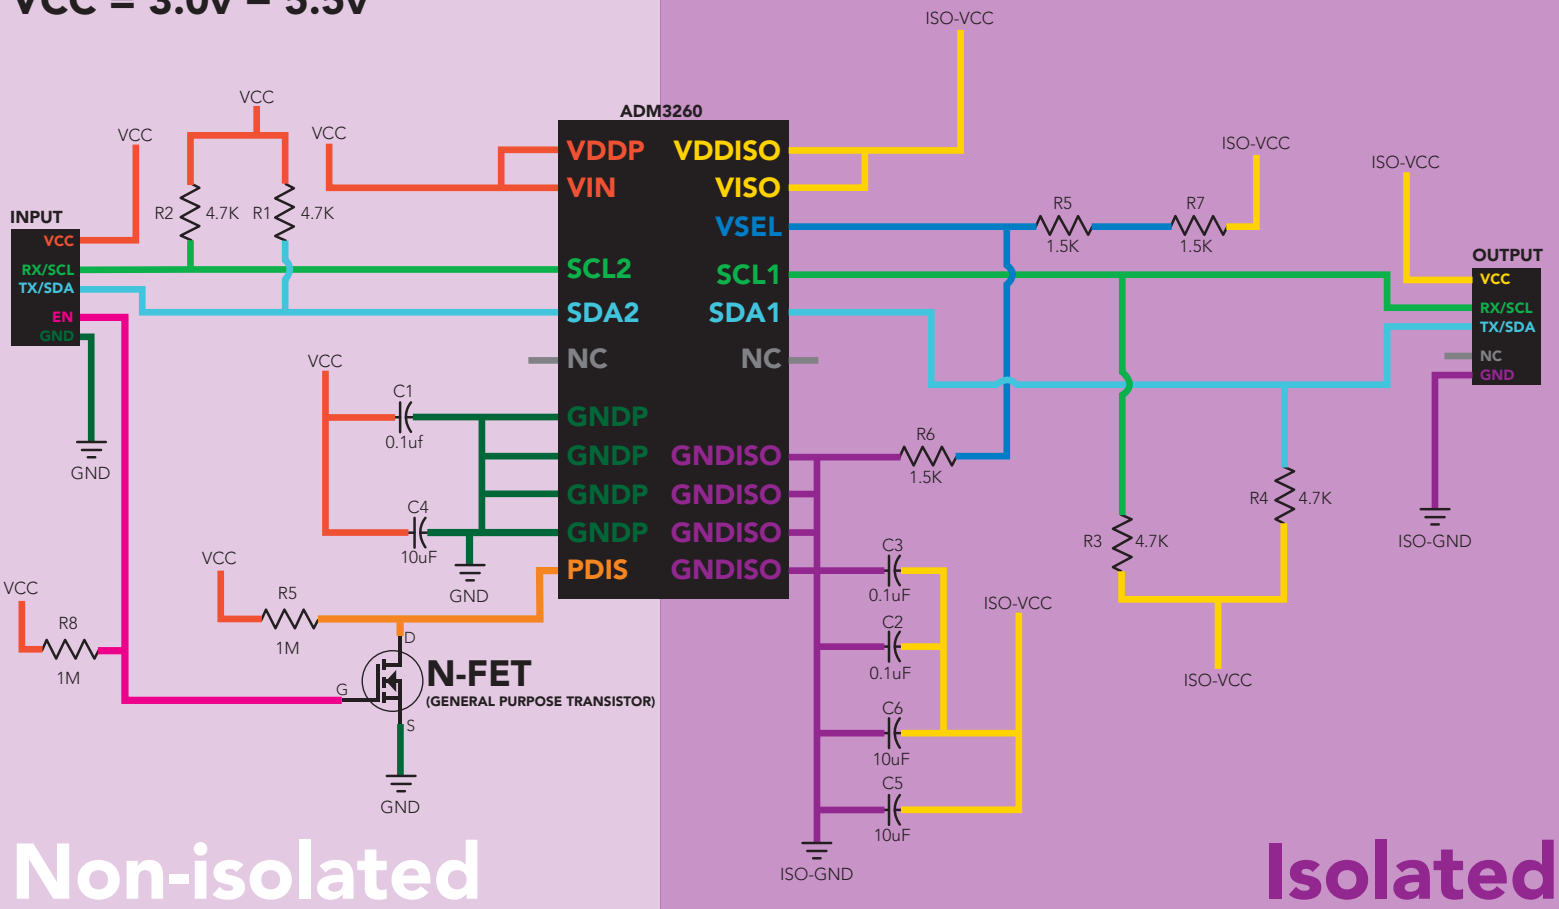 VCC = 3.0v – 5.5v
ISO-VCC
ADM3260
VCC
VCC
VCC
ISO-VCC
ISO-VCC
VDDP
VDDISO
VIN
VISO
R2
4.7K
R1
4.7K
INPUT
VCC
RX/SCL
TX/SDA
EN
GND
VSEL
R5
1.5K
R7
1.5K
SCL2
SCL1
SDA2
SDA1
NC
NC
OUTPUT
VCC
RX/SCL
TX/SDA
NC
GND
VCC
C1
0.1uf
GNDP
GNDP
GNDISO
GNDP
GNDISO
GNDP
GNDISO
PDIS
GNDISO
R6
1.5K
GND
C4
10uF
GND
R4
4.7K
R3
4.7K
ISO-GND
VCC
R5
1M
VCC
R8
1M
C3
0.1uF
ISO-VCC
C2
0.1uF
D
G
S
N-FET
(GENERAL PURPOSE TRANSISTOR)
ISO-VCC
C6
10uF
C5
10uF
GND
ISO-GND
Non-isolated
Isolated